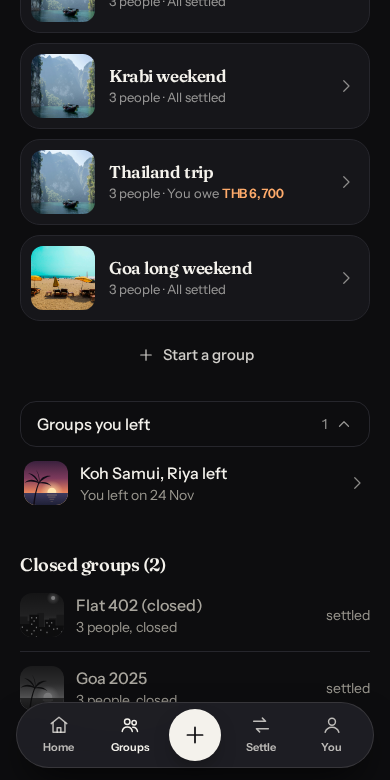 3 people · All settled
Krabi weekend
3 people · All settled
Thailand trip
3 people · You owe THB 6,700
Goa long weekend
3 people · All settled
Start a group
Groups you left 1
Koh Samui, Riya left
You left on 24 Nov
Closed groups (2)
Flat 402 (closed)
3 people, closed
settled
Goa 2025
3 people, closed
settled
Home
Groups
Settle
You